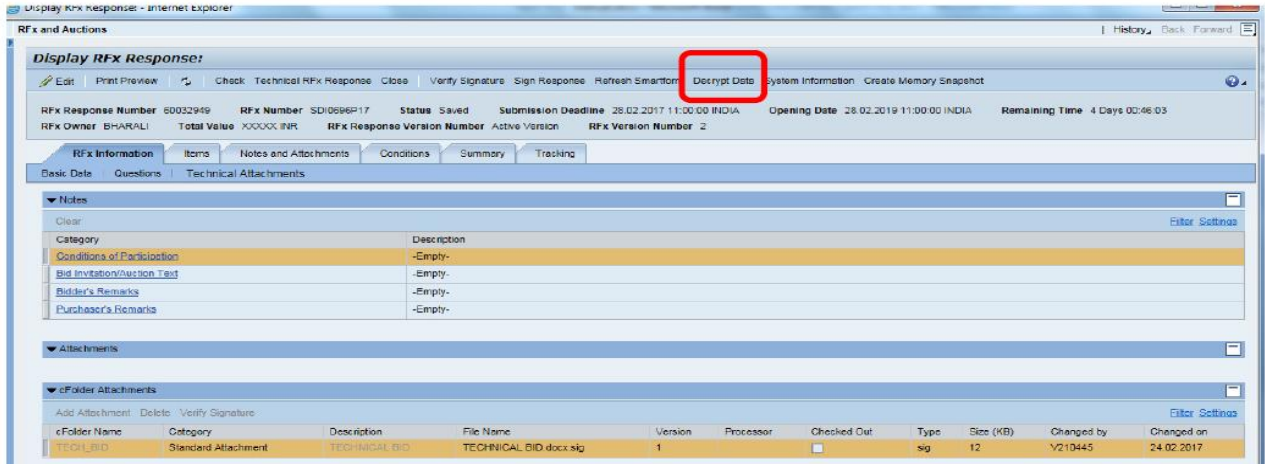 Display RFx Response: - Internet Explorer
RFx and Auctions | History Back Forward
Display RFx Response:
Edit | Print Preview | Check Technical RFx Response Close | Verify Signature Sign Response Refresh Smartform Decrypt Data System Information Create Memory Snapshot
RFx Response Number 60032949 RFx Number SDI0696P17 Status Saved Submission Deadline 28.02.2017 11:00:00 INDIA Opening Date 28.02.2019 11:00:00 INDIA Remaining Time 4 Days 00:46:03
RFx Owner BHARALI Total Value XXXXX INR RFx Response Version Number Active Version RFx Version Number 2
RFx Information Items Notes and Attachments Conditions Summary Tracking
Basic Data | Questions | Technical Attachments
Notes
Clear Filter Settings
Category Description
Conditions of Participation -Empty-
Bid Invitation/Auction Text -Empty-
Bidder's Remarks -Empty-
Purchaser's Remarks -Empty-
Attachments
cFolder Attachments
Add Attachment Delete Verify Signature Filter Settings
cFolder Name Category Description File Name Version Processor Checked Out Type Size (KB) Changed by Changed on
TECH_BID Standard Attachment TECHNICAL BID TECHNICAL BID.docx.sig 1 sig 12 V210445 24.02.2017